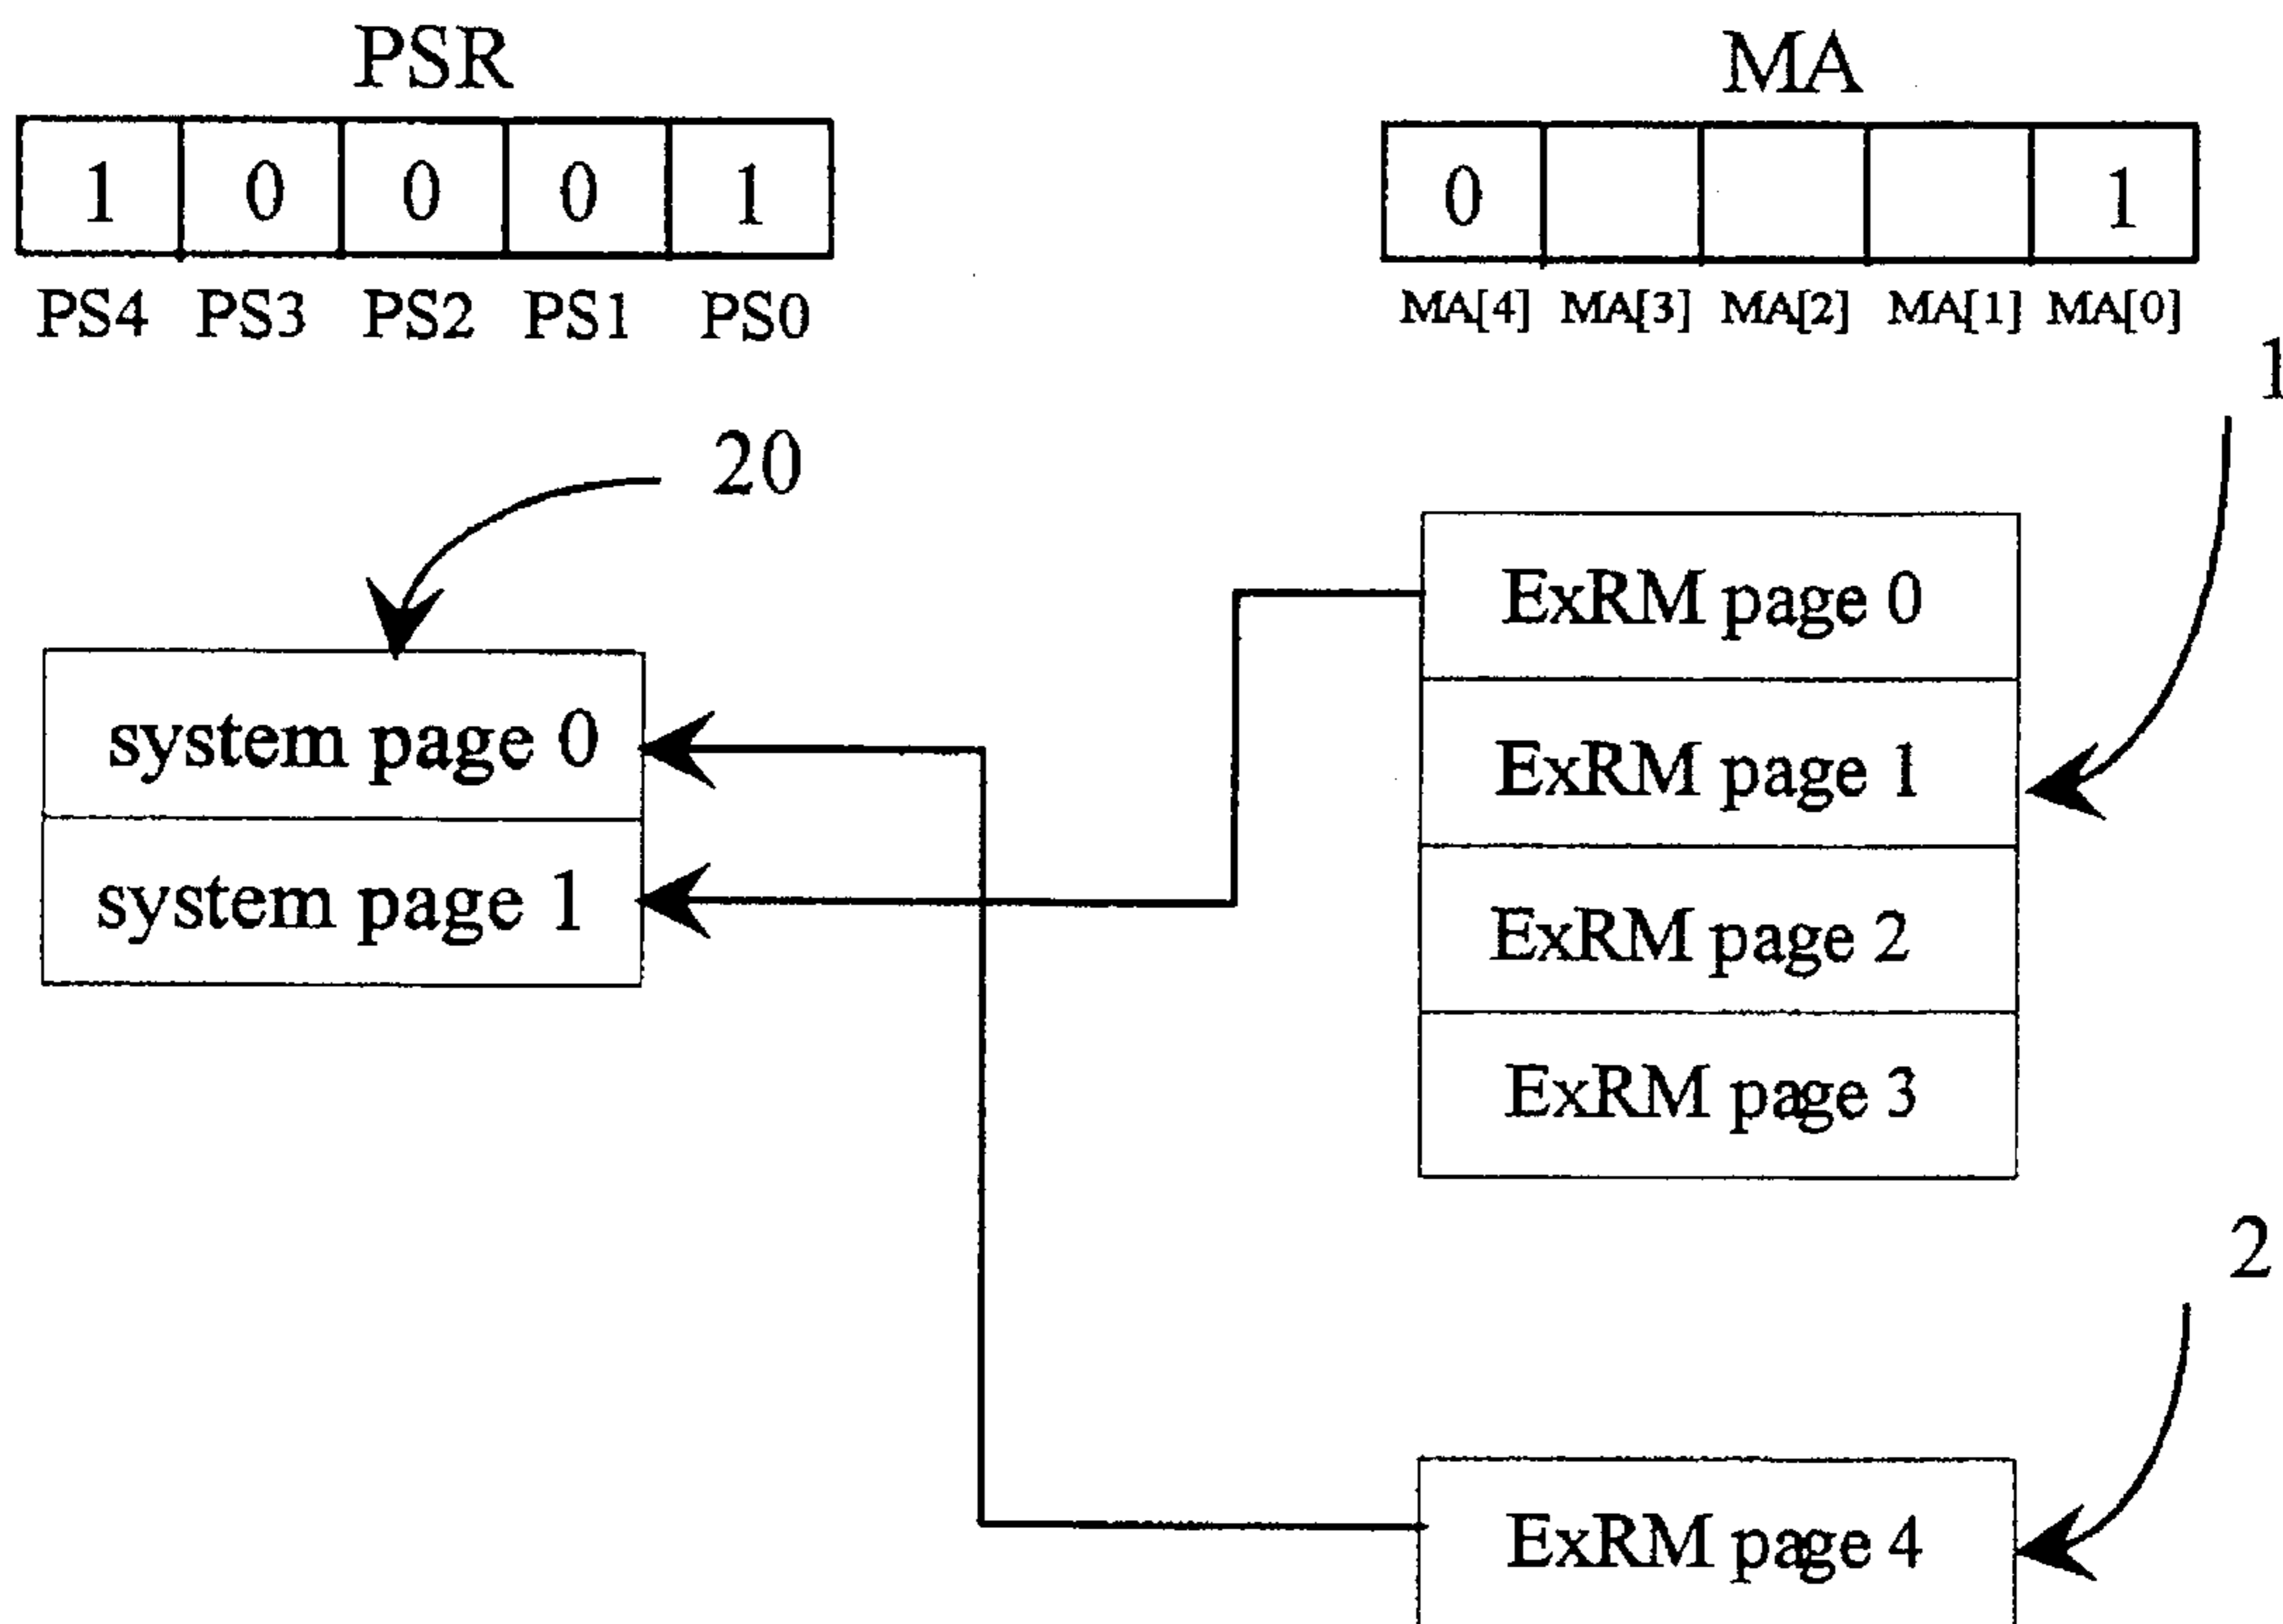 PSR
MA
1 0 0 0 1
0 1
PS4 PS3 PS2 PS1 PS0
MA[4] MA[3] MA[2] MA[1] MA[0]
1
20
ExRM page 0
system page 0
ExRM page 1
system page 1
ExRM page 2
ExRM page 3
2
ExRM page 4